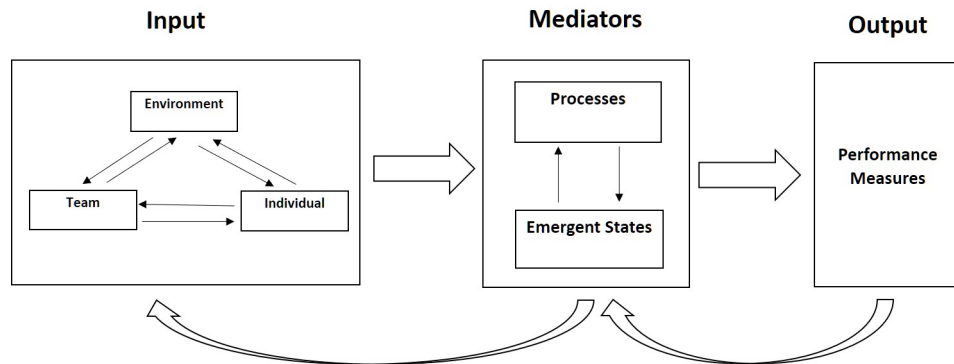 Input
Mediators
Output
Environment
Team
Individual
Processes
Emergent States
Performance
Measures